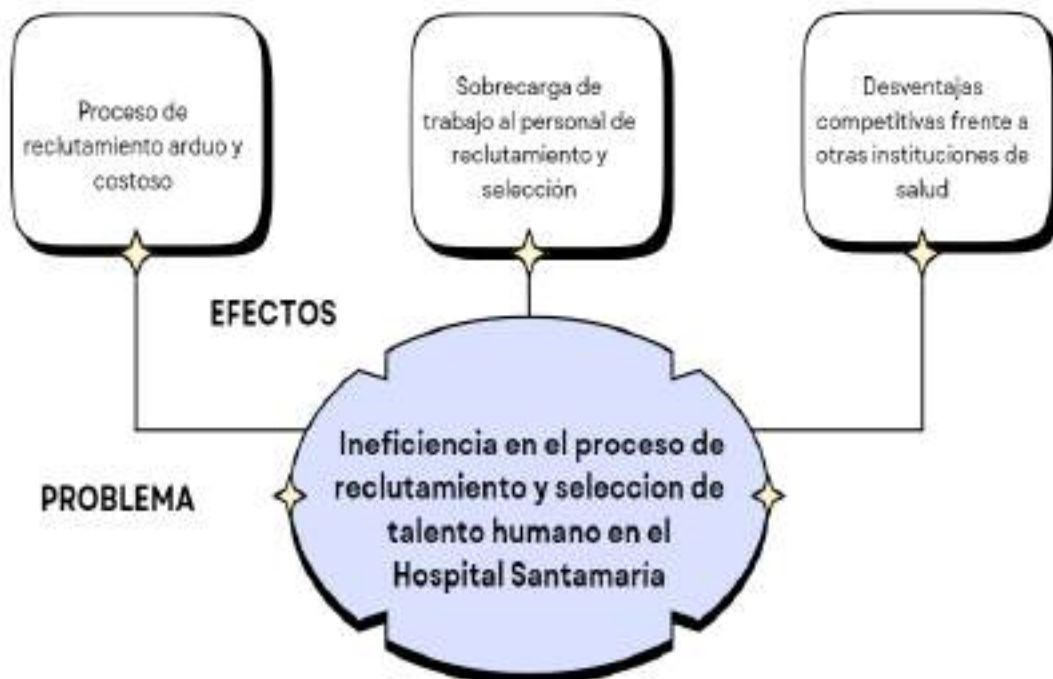 Proceso de
reclutamiento arduo y
costoso
Sobrecarga de
trabajo al personal de
reclutamiento y
selección
Desventajas
competitivas frente a
otras instituciones de
salud
EFECTOS
PROBLEMA
Ineficiencia en el proceso de
reclutamiento y seleccion de
talento humano en el
Hospital Santamaria